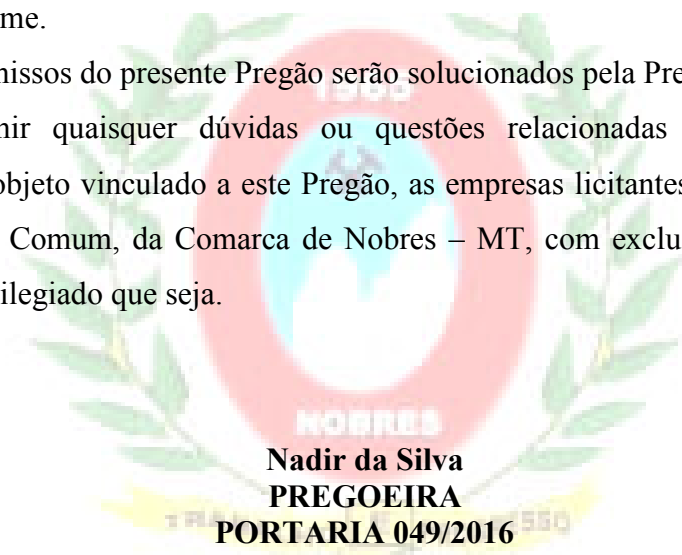 me.
nissos do presente Pregão serão solucionados pela Pre
nir quaisquer dúvidas ou questões relacionadas
objeto vinculado a este Pregão, as empresas licitantes
Comum, da Comarca de Nobres – MT, com exclus
ilegiado que seja.
NOBRES
Nadir da Silva
PREGOEIRA
PORTARIA 049/2016